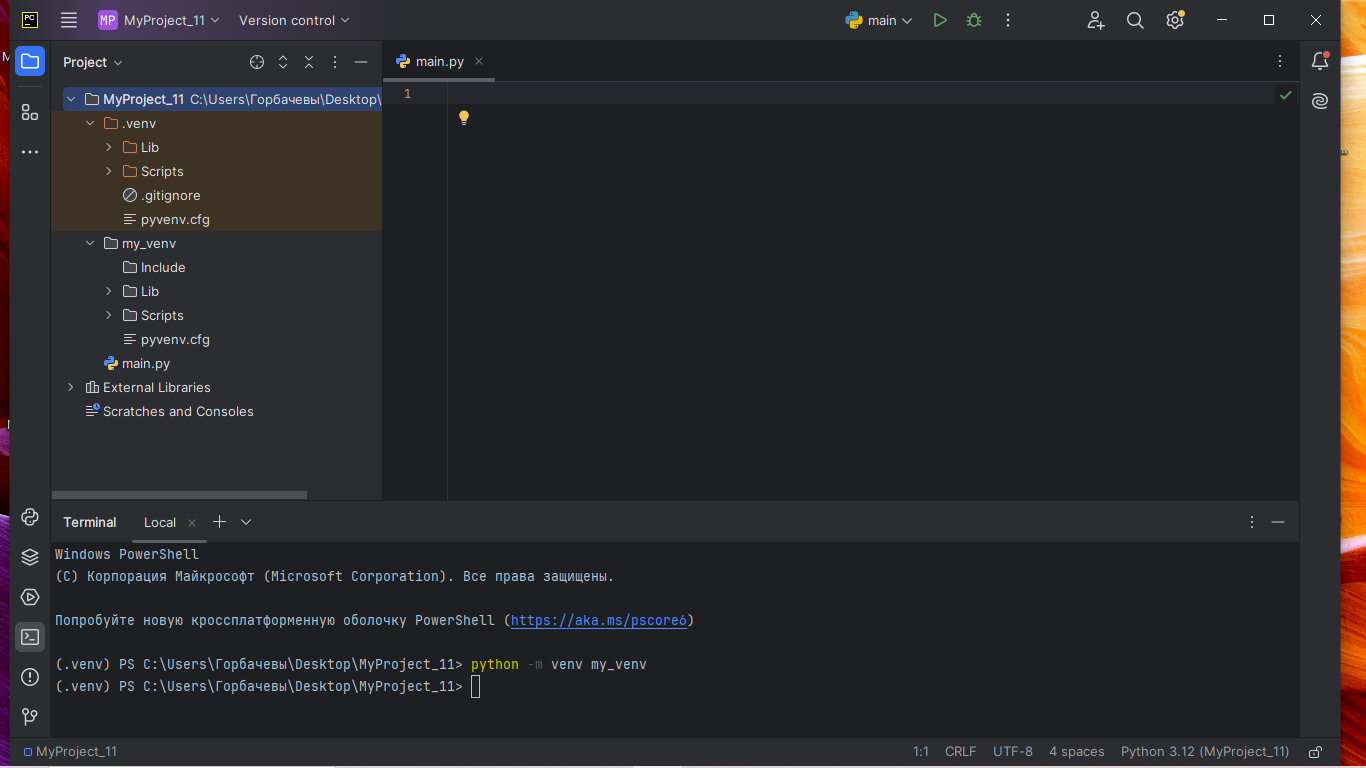 PC MP MyProject_11 Version control main
Project
main.py
MyProject_11 C:\Users\Горбачевы\Desktop\
.venv
Lib
Scripts
.gitignore
pyvenv.cfg
my_venv
Include
Lib
Scripts
pyvenv.cfg
main.py
External Libraries
Scratches and Consoles
1
Terminal Local
Windows PowerShell
(C) Корпорация Майкрософт (Microsoft Corporation). Все права защищены.
Попробуйте новую кроссплатформенную оболочку PowerShell (https://aka.ms/pscore6)
(.venv) PS C:\Users\Горбачевы\Desktop\MyProject_11> python -m venv my_venv
(.venv) PS C:\Users\Горбачевы\Desktop\MyProject_11>
MyProject_11 1:1 CRLF UTF-8 4 spaces Python 3.12 (MyProject_11)